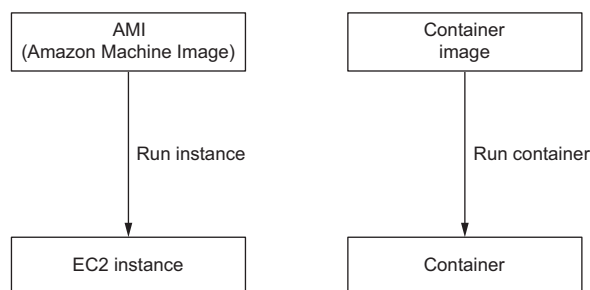 AMI
(Amazon Machine Image)
Container
image
Run instance
Run container
EC2 instance
Container